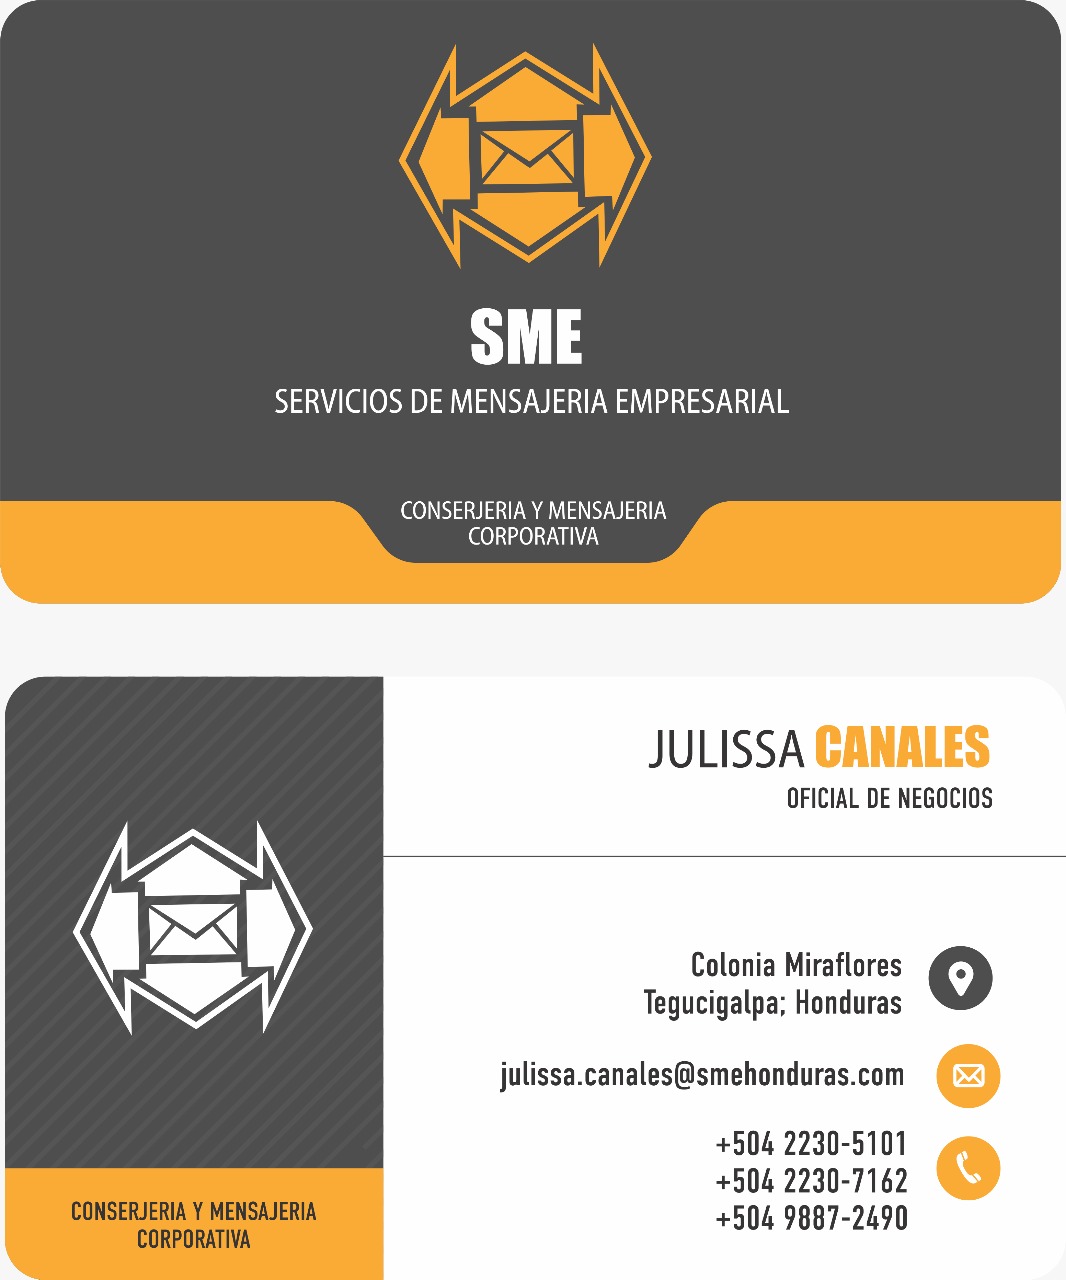 SME
SERVICIOS DE MENSAJERIA EMPRESARIAL
CONSERJERIA Y MENSAJERIA
CORPORATIVA
JULISSA CANALES
OFICIAL DE NEGOCIOS
Colonia Miraflores
Tegucigalpa; Honduras
julissa.canales@smehonduras.com
+504 2230-5101
+504 2230-7162
+504 9887-2490
CONSERJERIA Y MENSAJERIA
CORPORATIVA